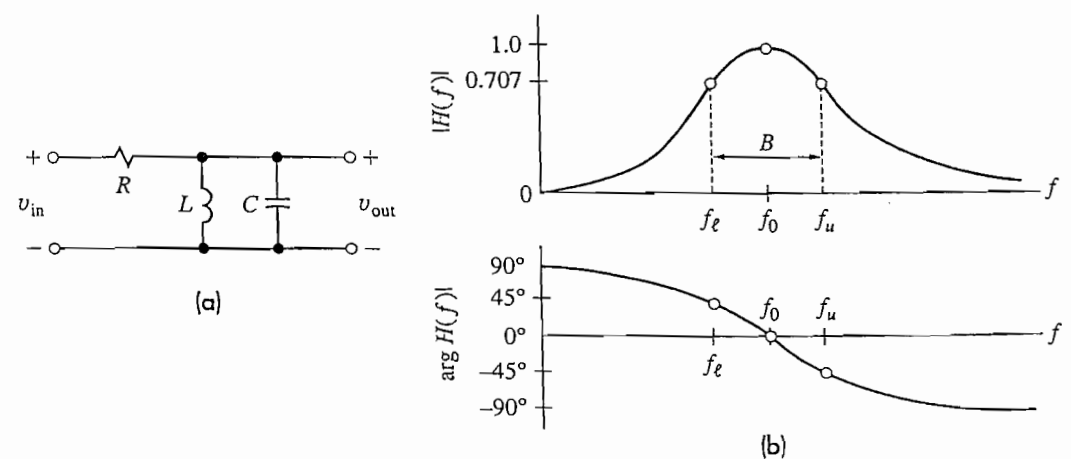 +
+
R
v_in
L
C
v_out
−
−
(a)
|H(f)|
1.0
0.707
0
B
f_ℓ
f_0
f_u
f
arg H(f)|
90°
45°
0°
−45°
−90°
f_0
f_u
f_ℓ
f
(b)